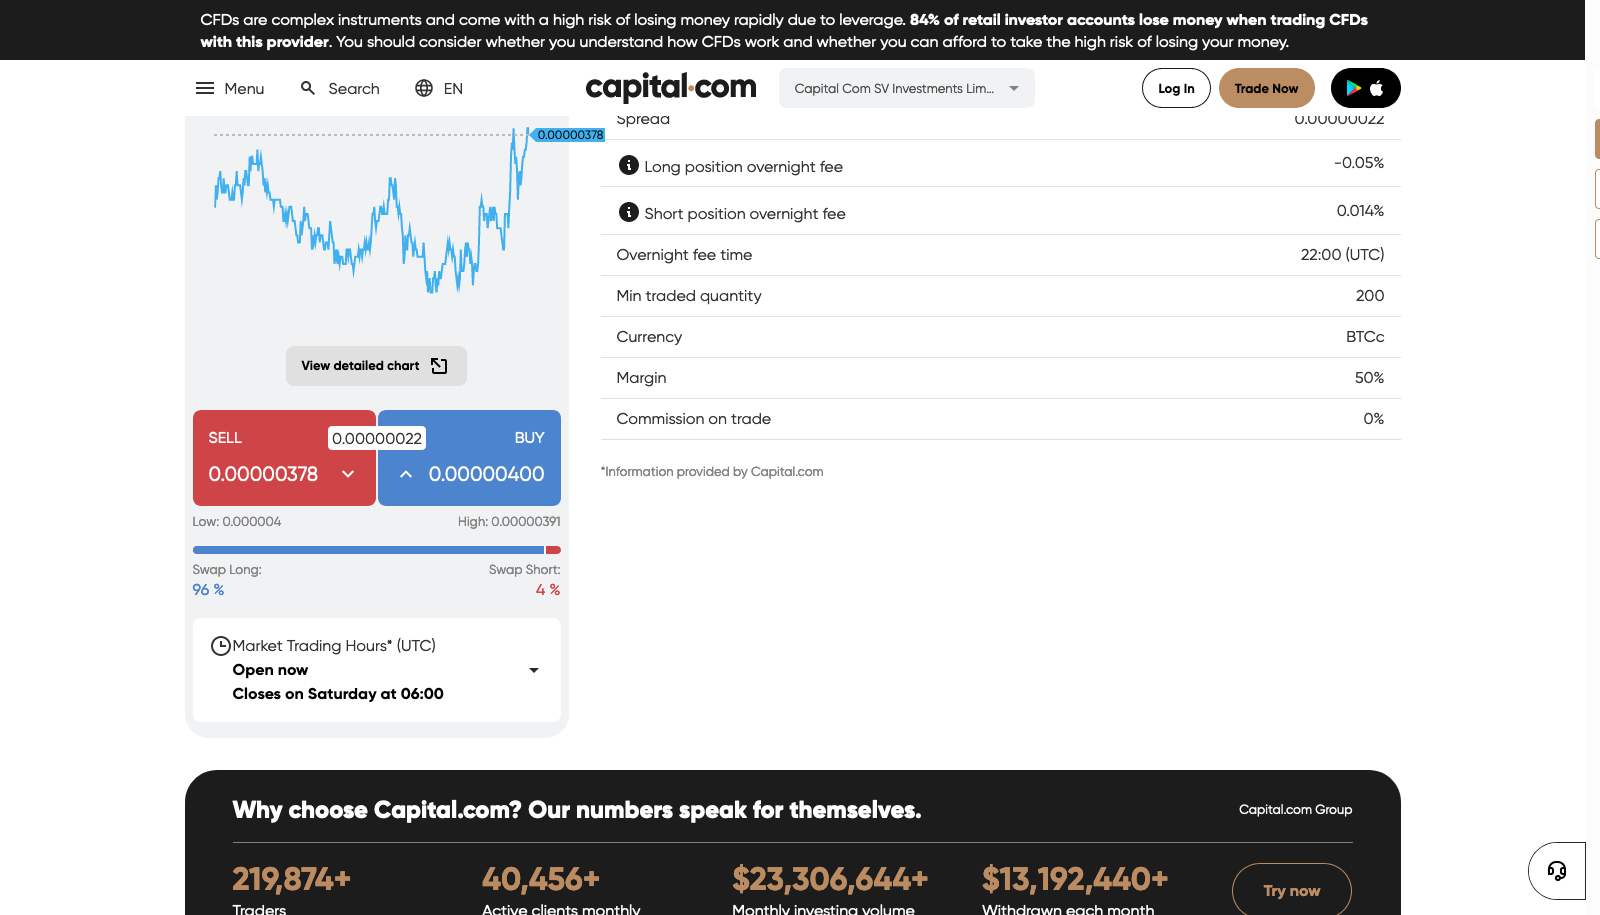 CFDs are complex instruments and come with a high risk of losing money rapidly due to leverage. 84% of retail investor accounts lose money when trading CFDs
with this provider. You should consider whether you understand how CFDs work and whether you can afford to take the high risk of losing your money.
Menu
Search
EN
capital.com
Capital Com SV Investments Lim...
Log In
Trade Now
0.00000378
Spread 0.00000022
Long position overnight fee -0.05%
Short position overnight fee 0.014%
Overnight fee time 22:00 (UTC)
Min traded quantity 200
Currency BTCc
Margin 50%
Commission on trade 0%
*Information provided by Capital.com
View detailed chart
SELL 0.00000022 BUY
0.00000378 0.00000400
Low: 0.000004 High: 0.00000391
Swap Long: Swap Short:
96 % 4 %
Market Trading Hours* (UTC)
Open now
Closes on Saturday at 06:00
Why choose Capital.com? Our numbers speak for themselves.
Capital.com Group
219,874+ 40,456+ $23,306,644+ $13,192,440+
Traders Active clients monthly Monthly investing volume Withdrawn each month
Try now